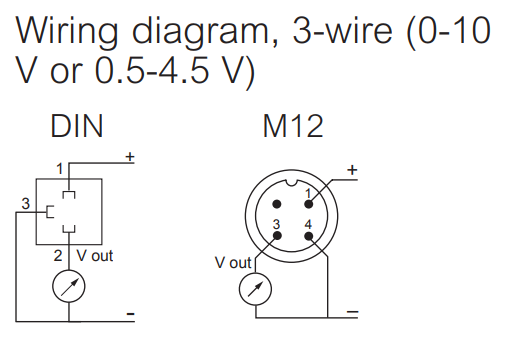 Wiring diagram, 3-wire (0-10
V or 0.5-4.5 V)
DIN
M12
1
+
3
2 V out
-
+
1
3 4
V out
-